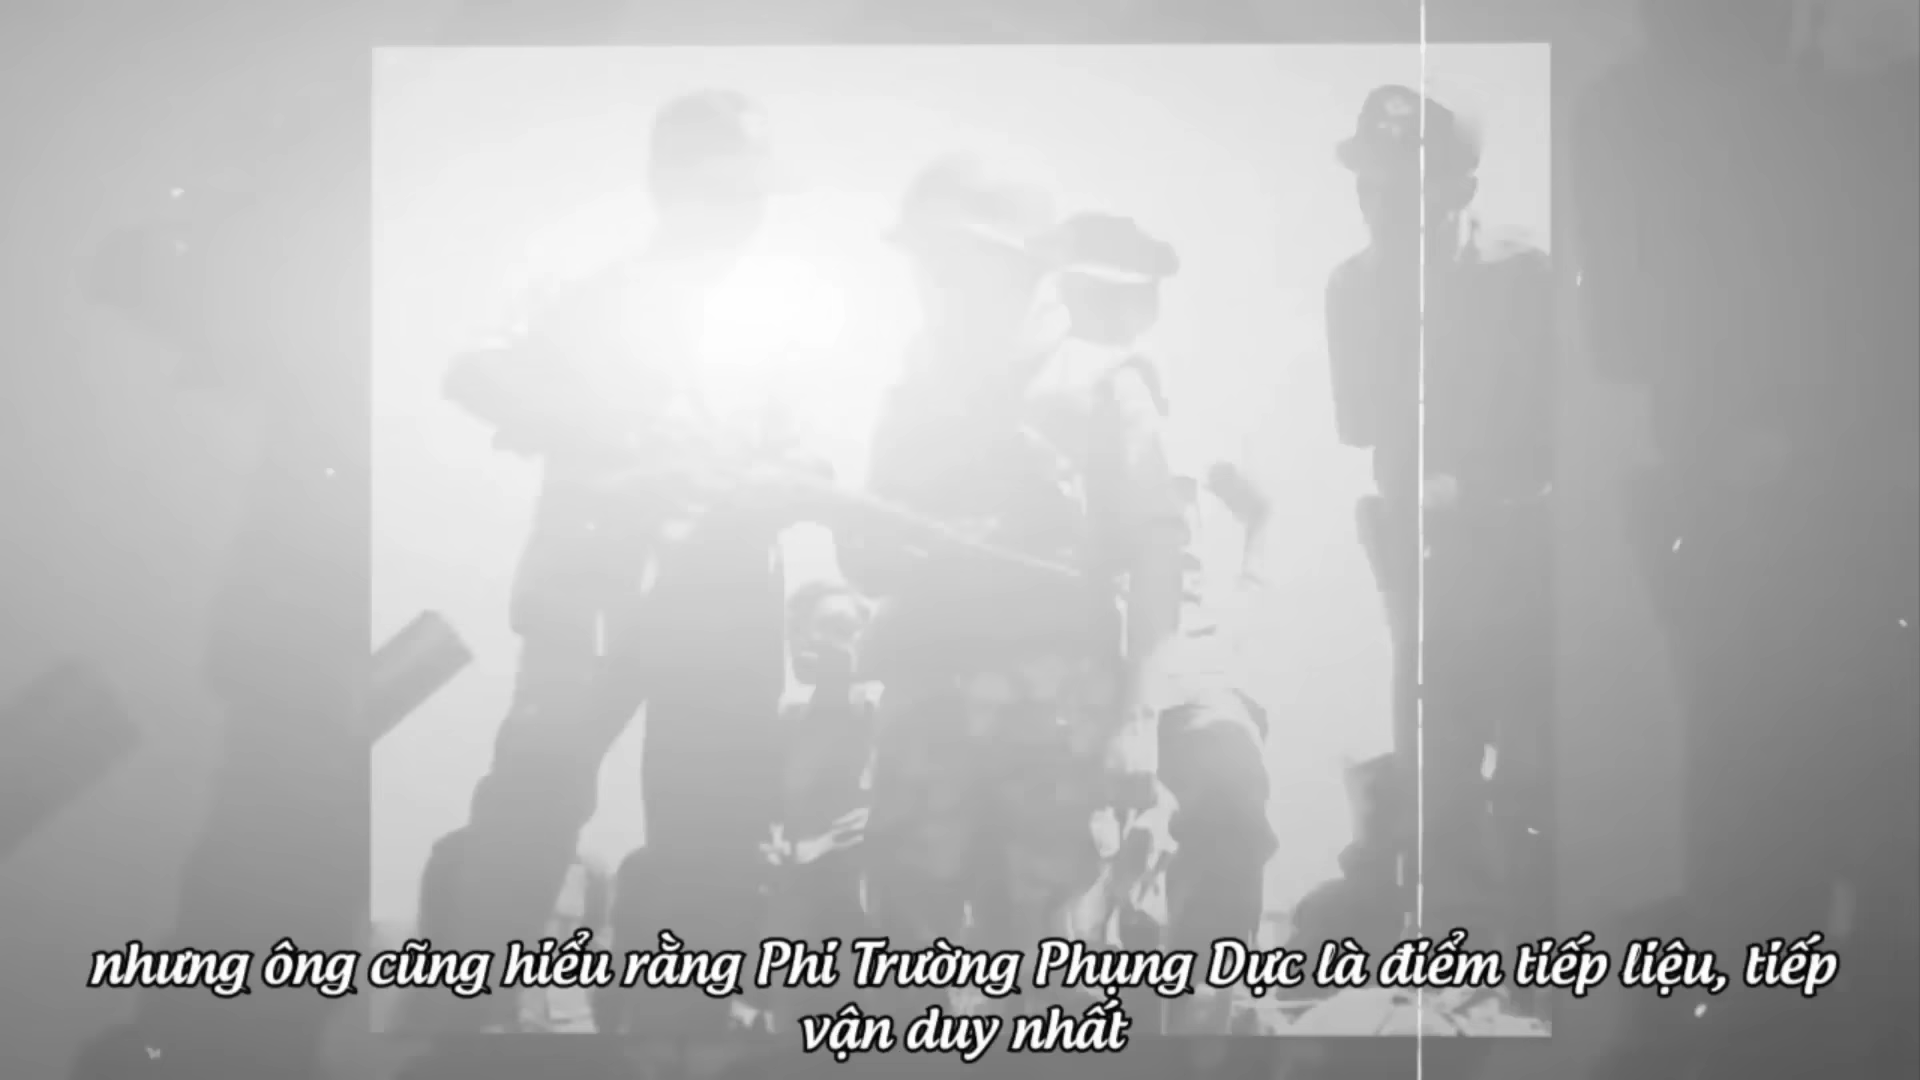 nhưng ông cũng hiểu rằng Phi Trường Phụng Dực là điểm tiếp liệu, tiếp
vận duy nhất